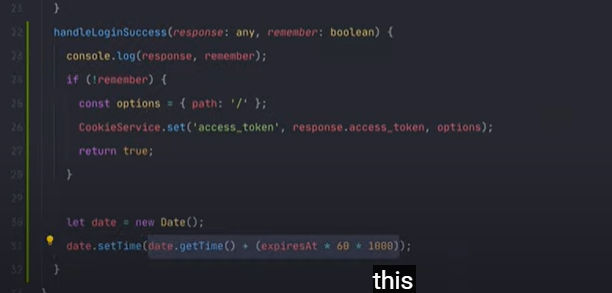 21 }
22 handleLoginSuccess(response: any, remember: boolean) {
23 console.log(response, remember);
24 if (!remember) {
25 const options = { path: '/' };
26 CookieService.set('access_token', response.access_token, options);
27 return true;
28 }
29
30 let date = new Date();
31 date.setTime(date.getTime() + (expiresAt * 60 * 1000));
32 }
}
this